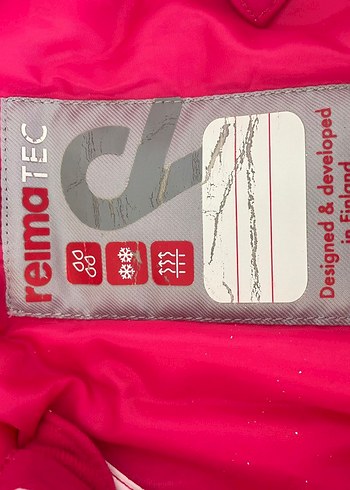 reima TEC
Designed & developed
in Finland